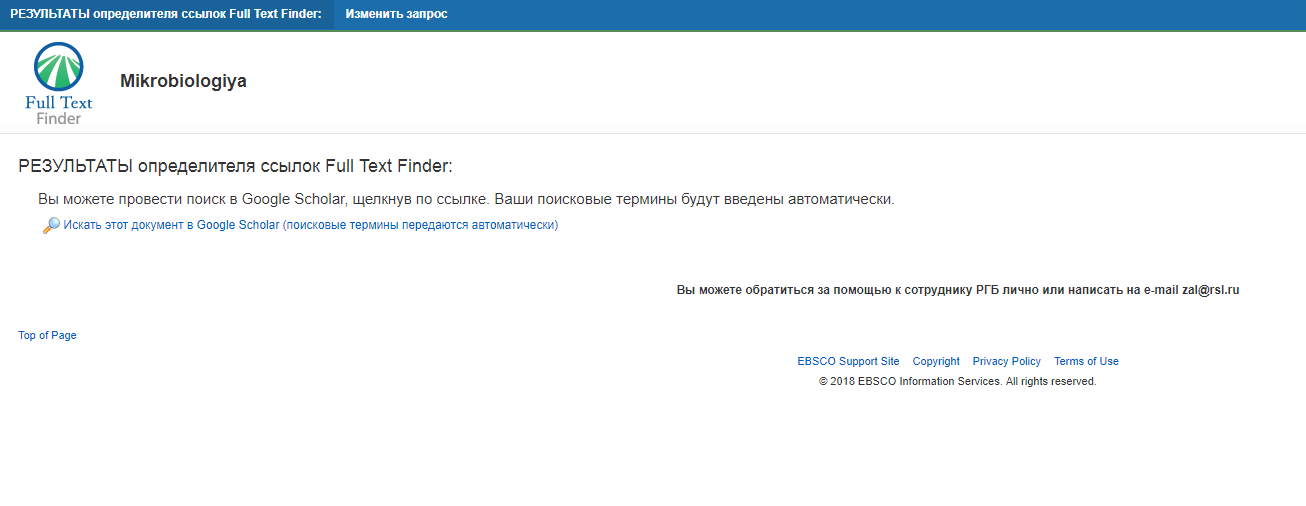 РЕЗУЛЬТАТЫ определителя ссылок Full Text Finder: Изменить запрос
Full Text
Finder
Mikrobiologiya
РЕЗУЛЬТАТЫ определителя ссылок Full Text Finder:
Вы можете провести поиск в Google Scholar, щелкнув по ссылке. Ваши поисковые термины будут введены автоматически.
Искать этот документ в Google Scholar (поисковые термины передаются автоматически)
Вы можете обратиться за помощью к сотруднику РГБ лично или написать на e-mail zal@rsl.ru
Top of Page
EBSCO Support Site Copyright Privacy Policy Terms of Use
© 2018 EBSCO Information Services. All rights reserved.